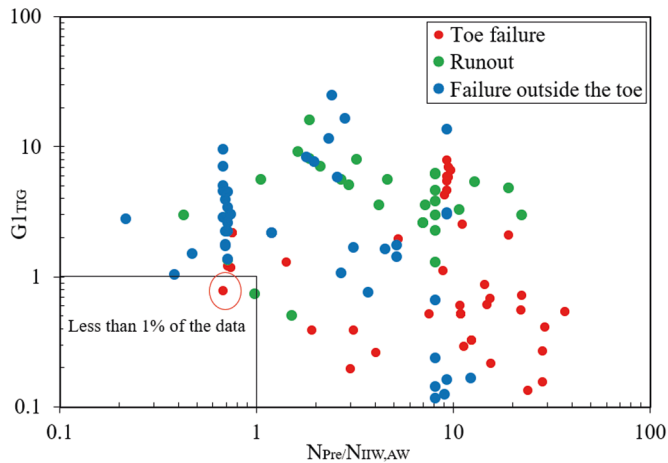 100
10
1
0.1
G1TIG
Toe failure
Runout
Failure outside the toe
Less than 1% of the data
0.1
1
10
100
NPre/NIIW,AW